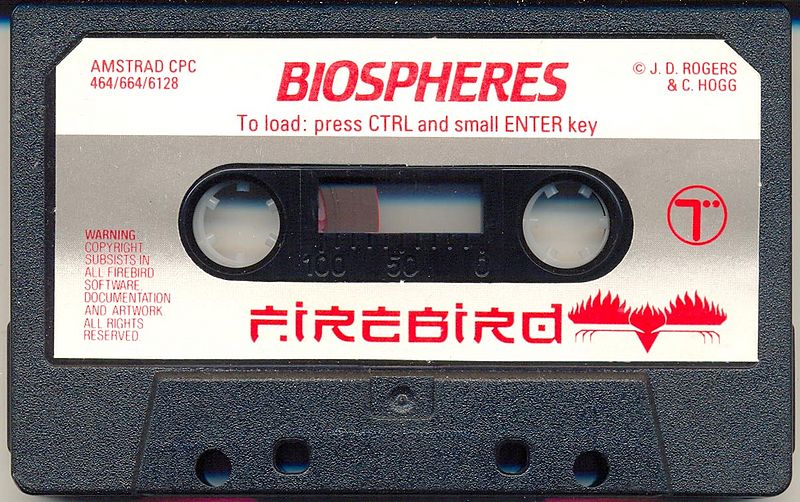 AMSTRAD CPC
464/664/6128
BIOSPHERES
© J. D. ROGERS
& C. HOGG
To load: press CTRL and small ENTER key
100 50 0
WARNING
COPYRIGHT
SUBSISTS IN
ALL FIREBIRD
SOFTWARE
DOCUMENTATION
AND ARTWORK
ALL RIGHTS
RESERVED
T
FIREBIRD